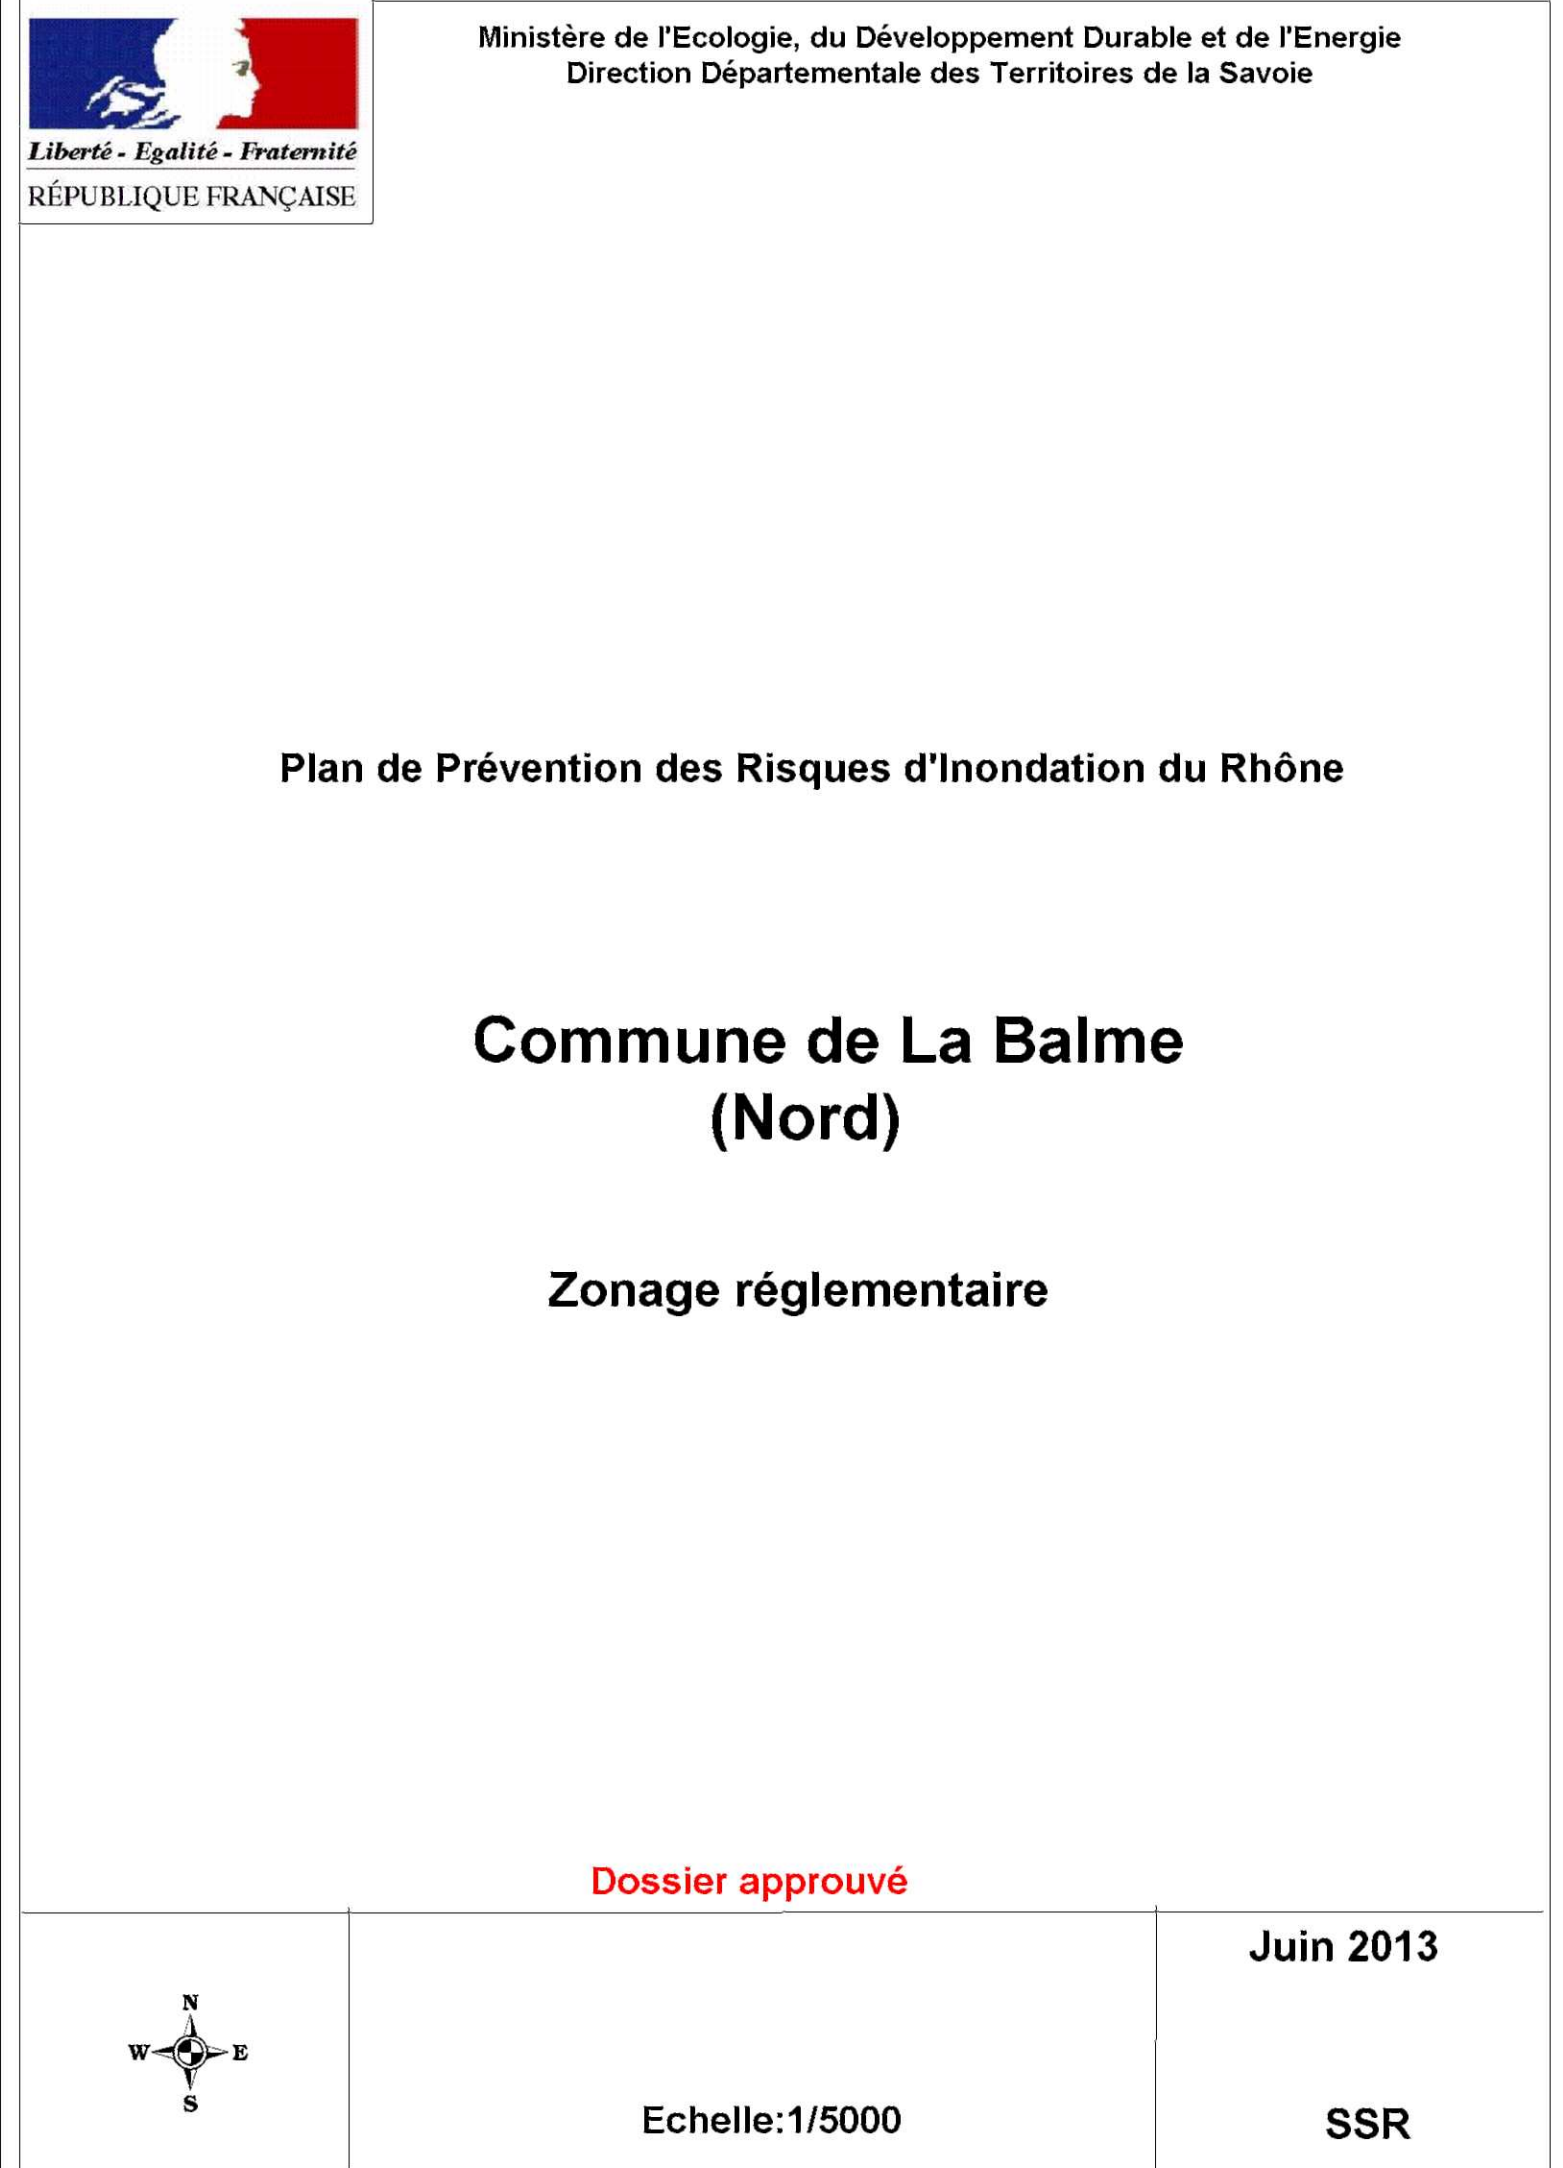 Ministère de l'Ecologie, du Développement Durable et de l'Energie
Direction Départementale des Territoires de la Savoie
Liberté - Egalité - Fraternité
RÉPUBLIQUE FRANÇAISE
Plan de Prévention des Risques d'Inondation du Rhône
Commune de La Balme
(Nord)
Zonage réglementaire
Dossier approuvé
Juin 2013
N
W E
S
Echelle:1/5000
SSR